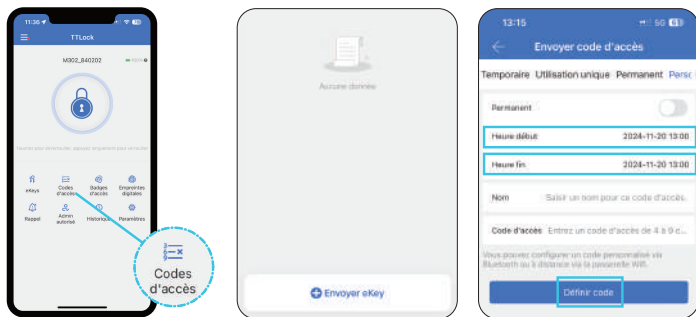 11:36
TTLock
M302_840202
eKeys
Codes d'accès
Badges d'accès
Empreintes digitales
Rappel
Admin autorisé
Historique
Paramètres
Codes
d'accès
Aucune donnée
Envoyer eKey
13:15
5G
Envoyer code d'accès
Temporaire Utilisation unique Permanent Perso
Permanent
Heure début 2024-11-20 13:00
Heure fin 2024-11-20 13:00
Nom Saisir un nom pour ce code d'accès.
Code d'accès Entrez un code d'accès de 4 à 9 c...
Vous pouvez configurer un code personnalisé via
Bluetooth ou à distance via la passerelle Wifi.
Définir code